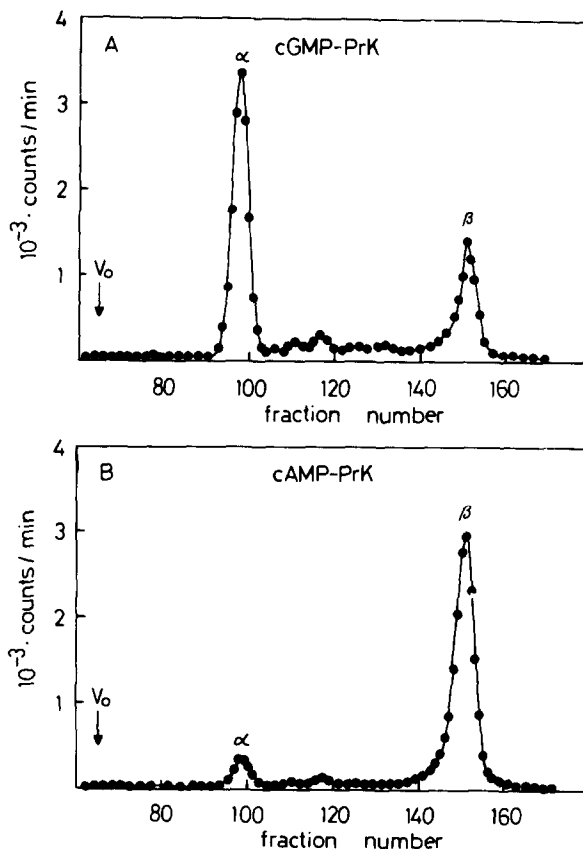 A
cGMP-PrK
α
β
V₀
10⁻³· counts/min
4
3
2
1
80 100 120 140 160
fraction number
B
cAMP-PrK
α
β
V₀
10⁻³· counts/min
4
3
2
1
80 100 120 140 160
fraction number